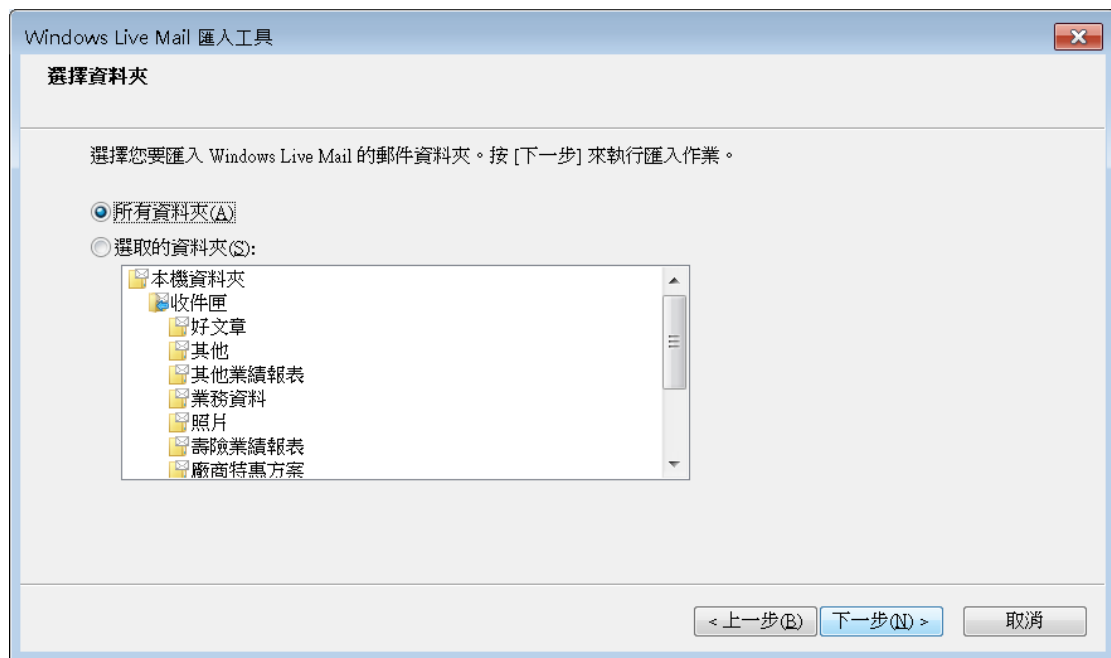 Windows Live Mail 匯入工具
選擇資料夾
選擇您要匯入 Windows Live Mail 的郵件資料夾。按 [下一步] 來執行匯入作業。
所有資料夾(A)
選取的資料夾(S):
本機資料夾
收件匣
好文章
其他
其他業績報表
業務資料
照片
壽險業績報表
廠商特惠方案
<上一步(B) 下一步(N) > 取消